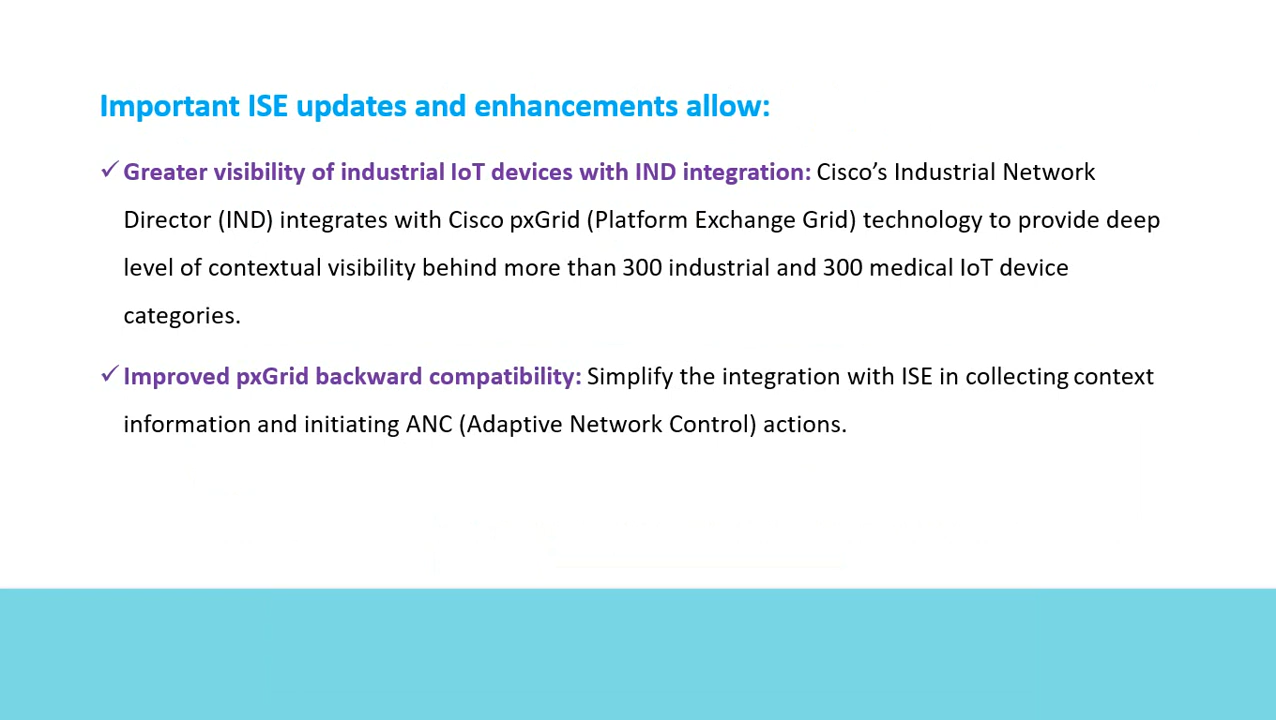 Important ISE updates and enhancements allow:
✓ Greater visibility of industrial IoT devices with IND integration: Cisco’s Industrial Network
Director (IND) integrates with Cisco pxGrid (Platform Exchange Grid) technology to provide deep
level of contextual visibility behind more than 300 industrial and 300 medical IoT device
categories.
✓ Improved pxGrid backward compatibility: Simplify the integration with ISE in collecting context
information and initiating ANC (Adaptive Network Control) actions.